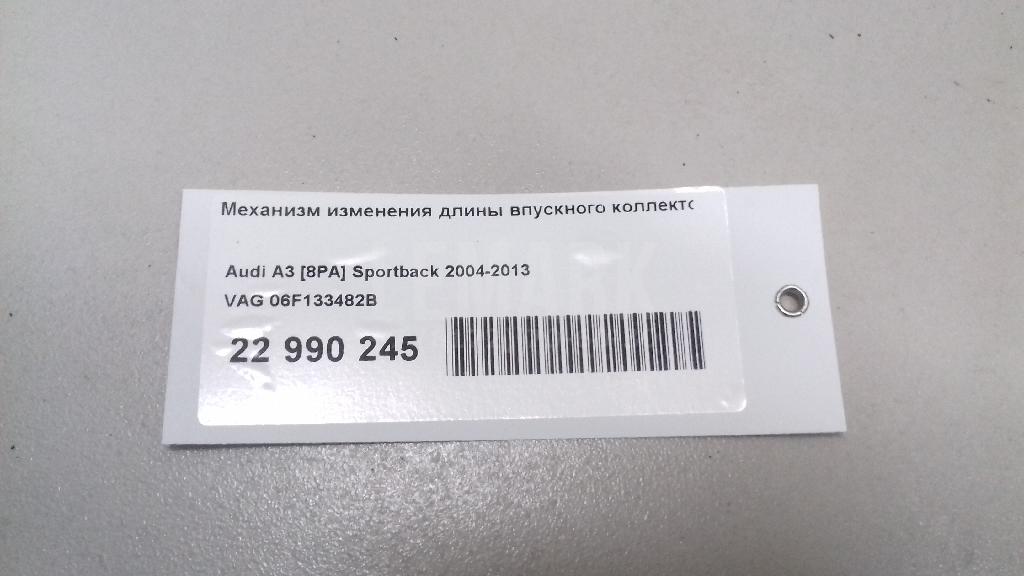 Механизм изменения длины впускного коллекто
Audi A3 [8PA] Sportback 2004-2013
VAG 06F133482B
22 990 245